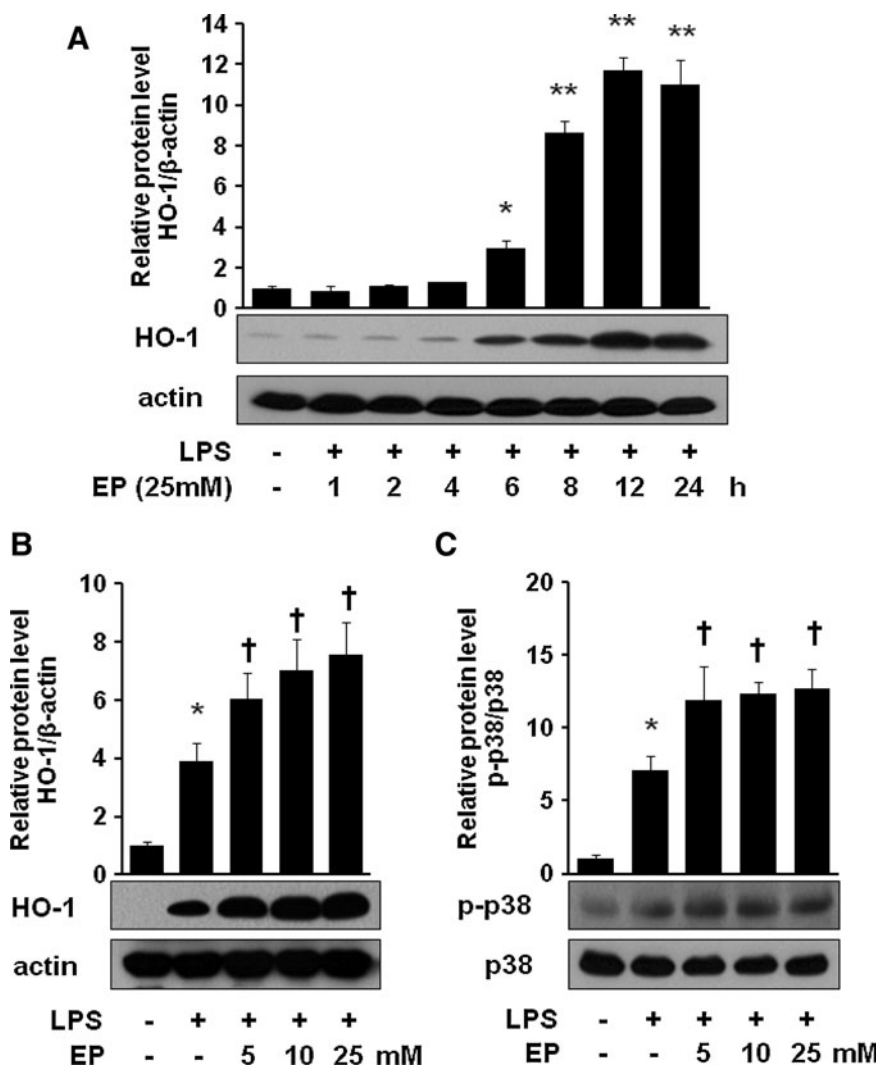 A
Relative protein level
HO-1/β-actin
14
12
10
8
6
4
2
0
* ** ** **
HO-1
actin
LPS - + + + + + + +
EP (25mM) - 1 2 4 6 8 12 24 h
B
Relative protein level
HO-1/β-actin
10
8
6
4
2
0
* † † †
HO-1
actin
LPS - + + + +
EP - - 5 10 25 mM
C
Relative protein level
p-p38/p38
20
15
10
5
0
* † † †
p-p38
p38
LPS - + + + +
EP - - 5 10 25 mM